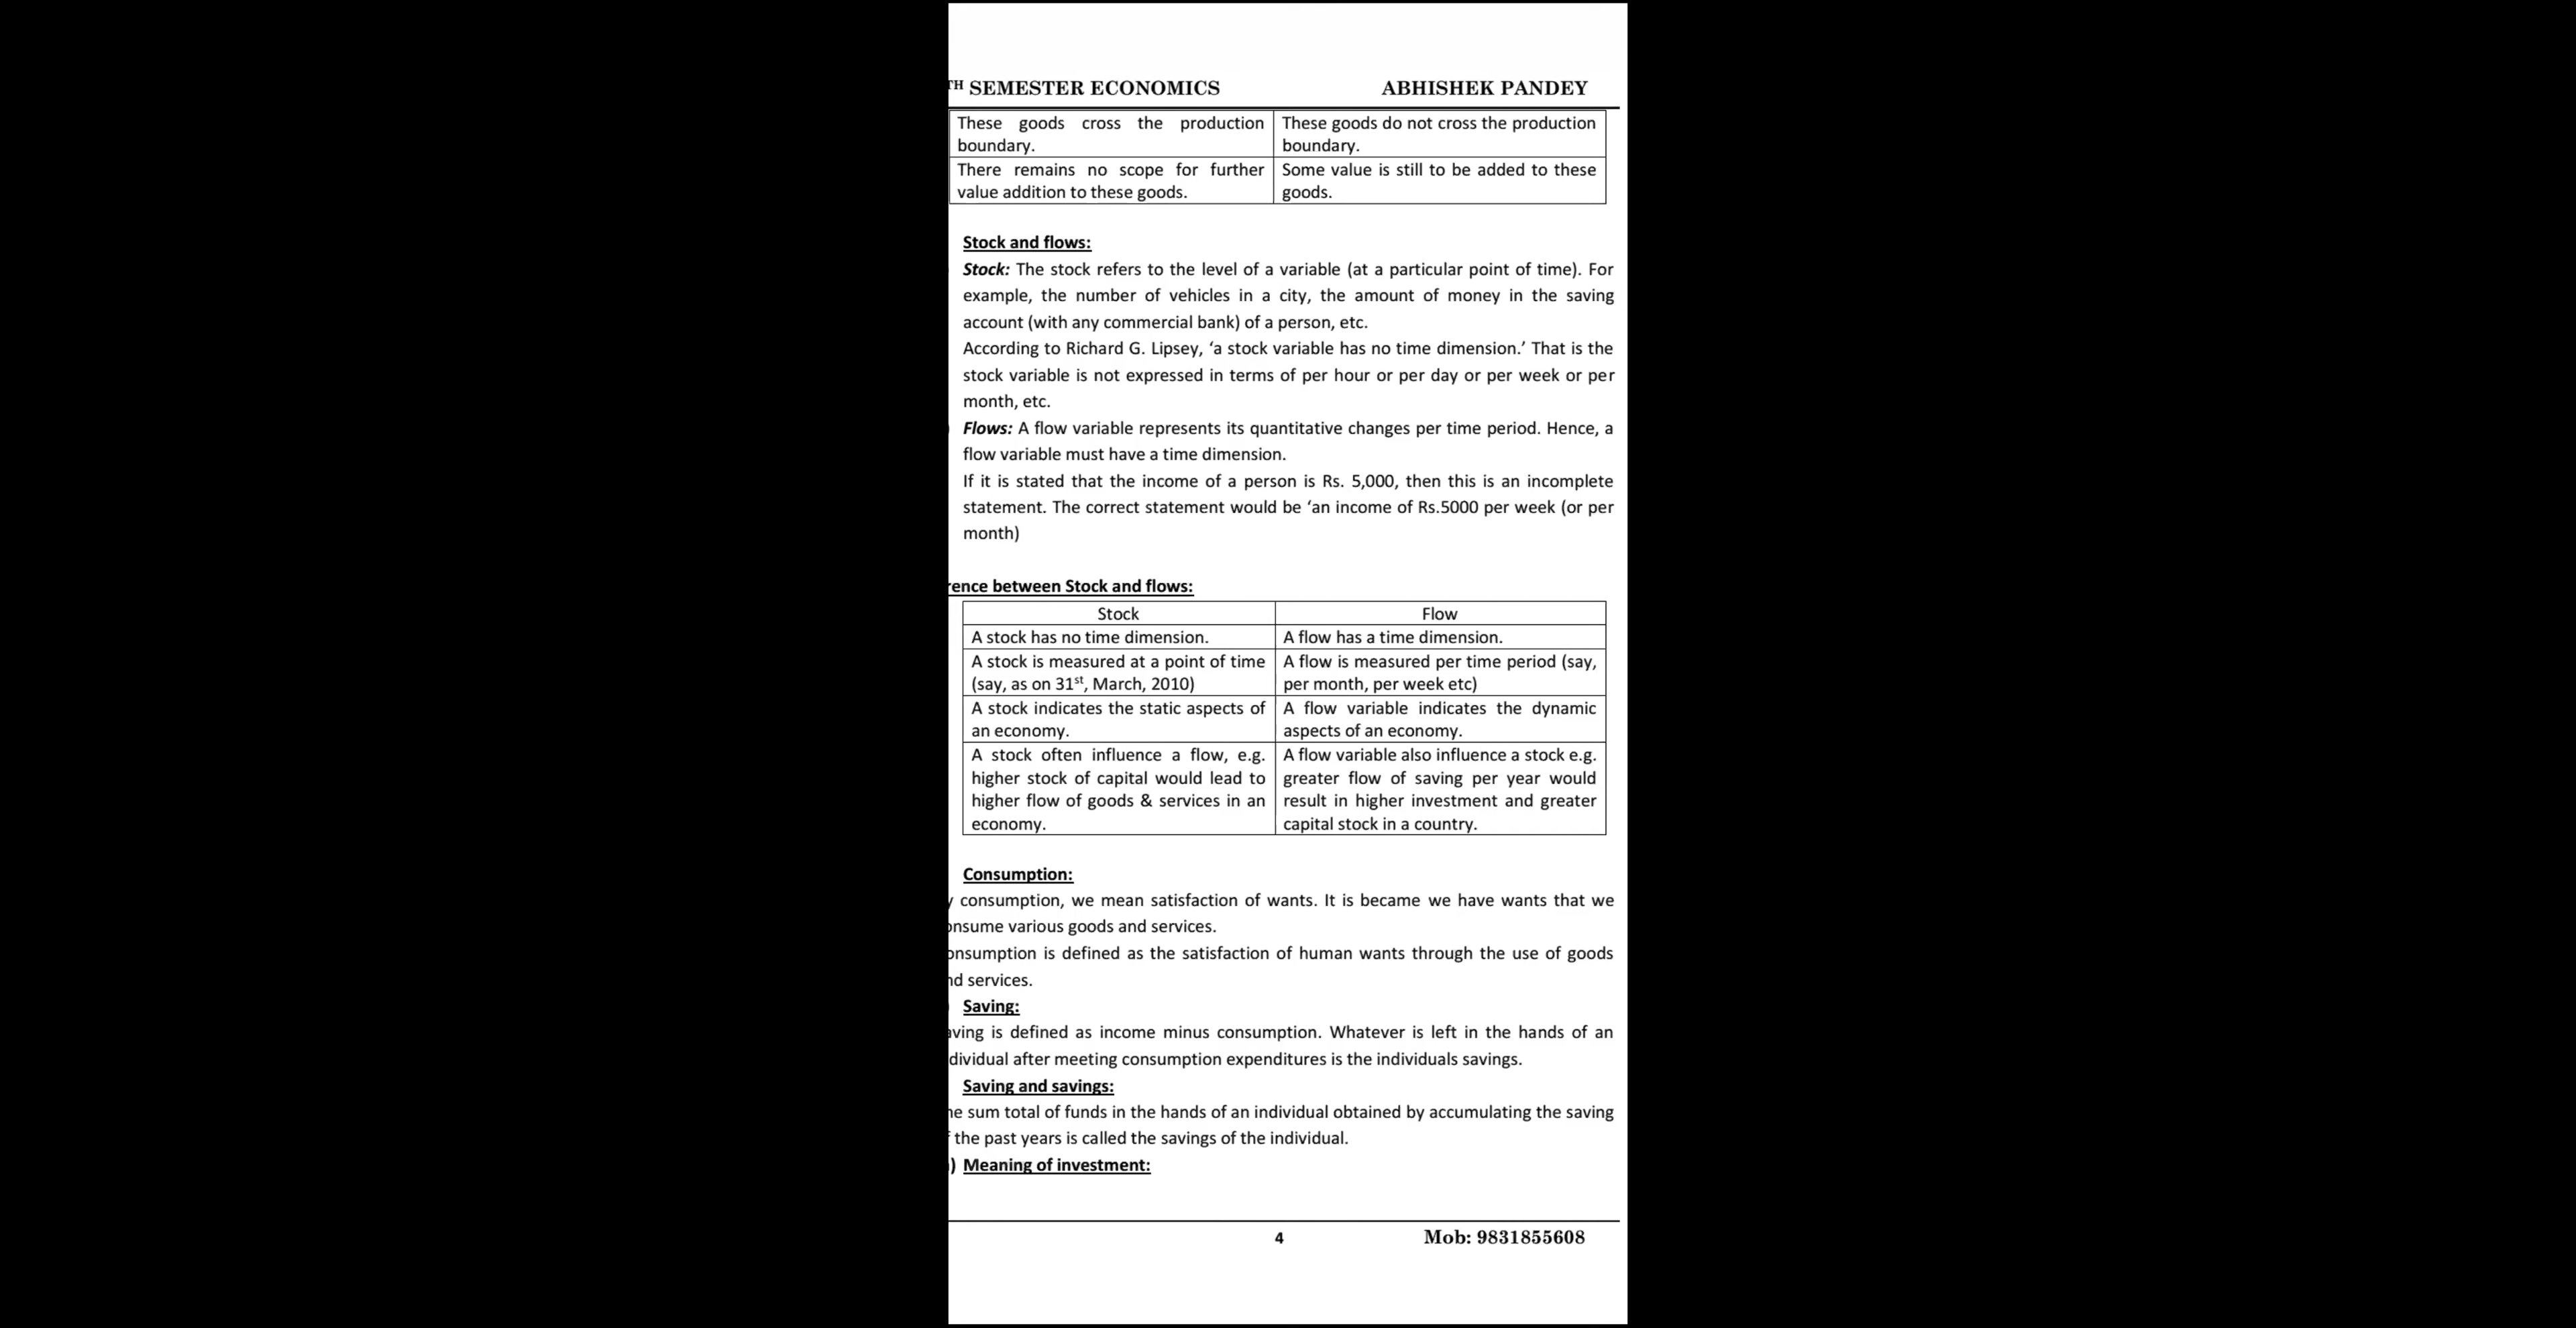 TH SEMESTER ECONOMICS ABHISHEK PANDEY
These goods cross the production
boundary.
These goods do not cross the production
boundary.
There remains no scope for further
value addition to these goods.
Some value is still to be added to these
goods.
Stock and flows:
Stock: The stock refers to the level of a variable (at a particular point of time). For
example, the number of vehicles in a city, the amount of money in the saving
account (with any commercial bank) of a person, etc.
According to Richard G. Lipsey, ‘a stock variable has no time dimension.’ That is the
stock variable is not expressed in terms of per hour or per day or per week or per
month, etc.
Flows: A flow variable represents its quantitative changes per time period. Hence, a
flow variable must have a time dimension.
If it is stated that the income of a person is Rs. 5,000, then this is an incomplete
statement. The correct statement would be ‘an income of Rs.5000 per week (or per
month)
rence between Stock and flows:
Stock
Flow
A stock has no time dimension.
A flow has a time dimension.
A stock is measured at a point of time
(say, as on 31st, March, 2010)
A flow is measured per time period (say,
per month, per week etc)
A stock indicates the static aspects of
an economy.
A flow variable indicates the dynamic
aspects of an economy.
A stock often influence a flow, e.g.
higher stock of capital would lead to
higher flow of goods & services in an
economy.
A flow variable also influence a stock e.g.
greater flow of saving per year would
result in higher investment and greater
capital stock in a country.
Consumption:
y consumption, we mean satisfaction of wants. It is became we have wants that we
onsume various goods and services.
onsumption is defined as the satisfaction of human wants through the use of goods
nd services.
Saving:
aving is defined as income minus consumption. Whatever is left in the hands of an
dividual after meeting consumption expenditures is the individuals savings.
Saving and savings:
he sum total of funds in the hands of an individual obtained by accumulating the saving
f the past years is called the savings of the individual.
) Meaning of investment:
4 Mob: 9831855608